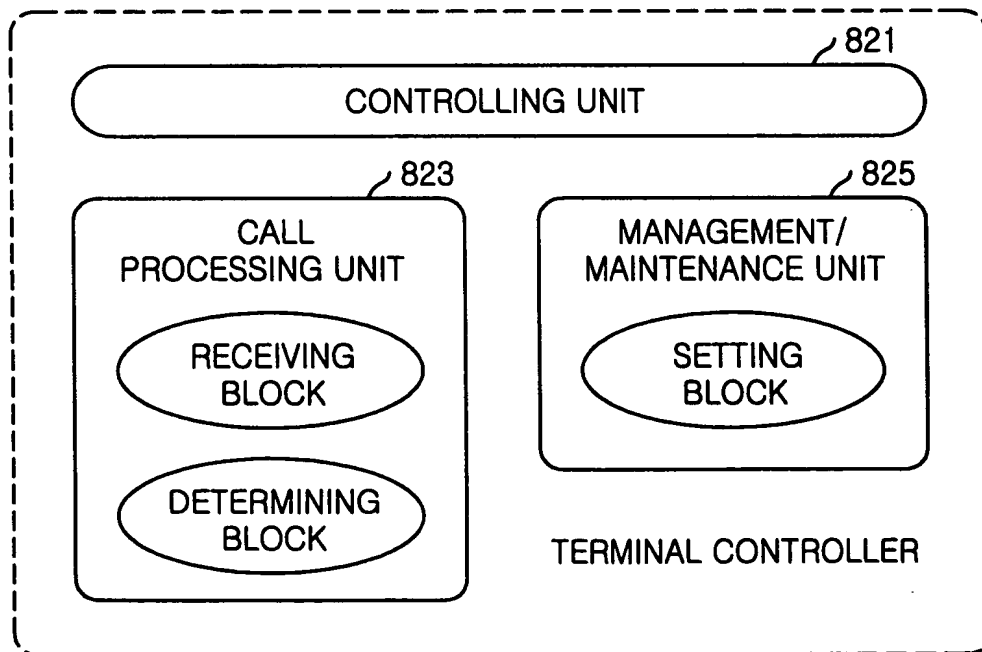 821
CONTROLLING UNIT
823
CALL
PROCESSING UNIT
RECEIVING
BLOCK
DETERMINING
BLOCK
825
MANAGEMENT/
MAINTENANCE UNIT
SETTING
BLOCK
TERMINAL CONTROLLER